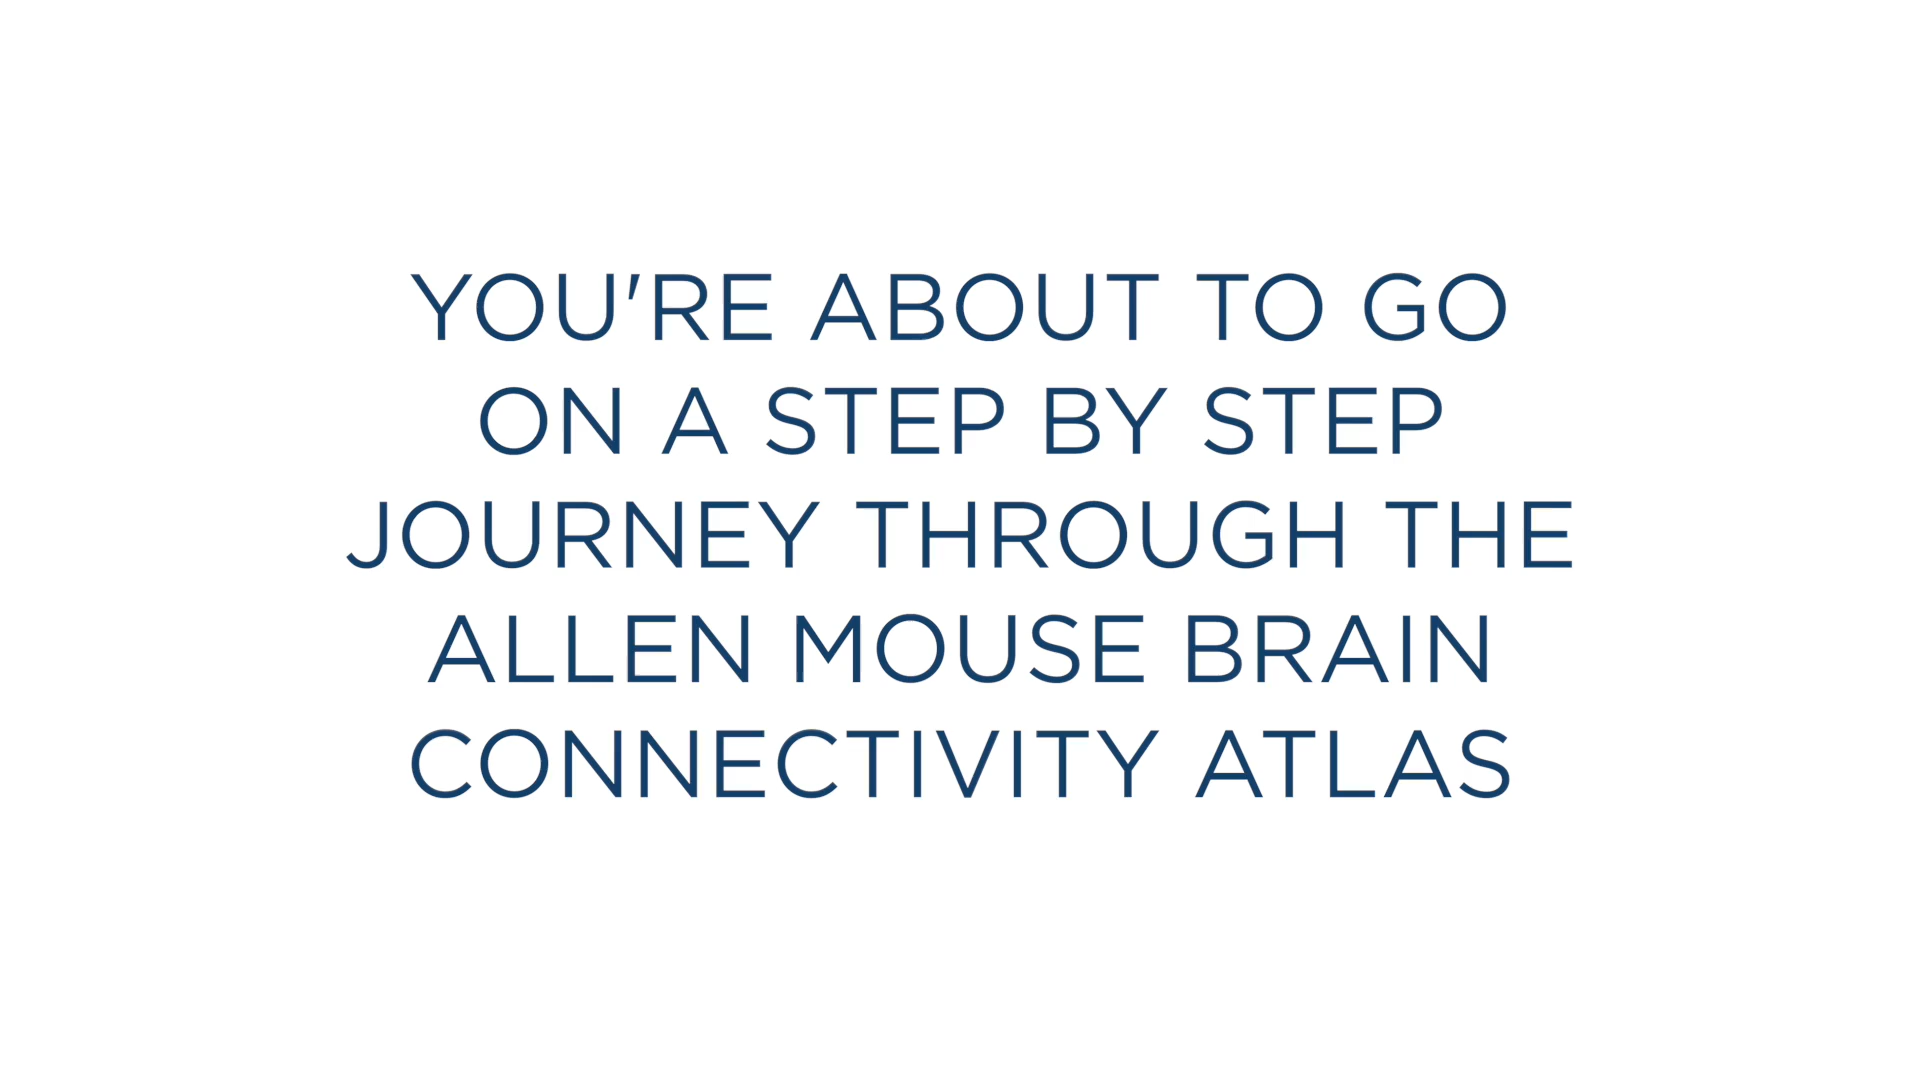 YOU'RE ABOUT TO GO
ON A STEP BY STEP
JOURNEY THROUGH THE
ALLEN MOUSE BRAIN
CONNECTIVITY ATLAS